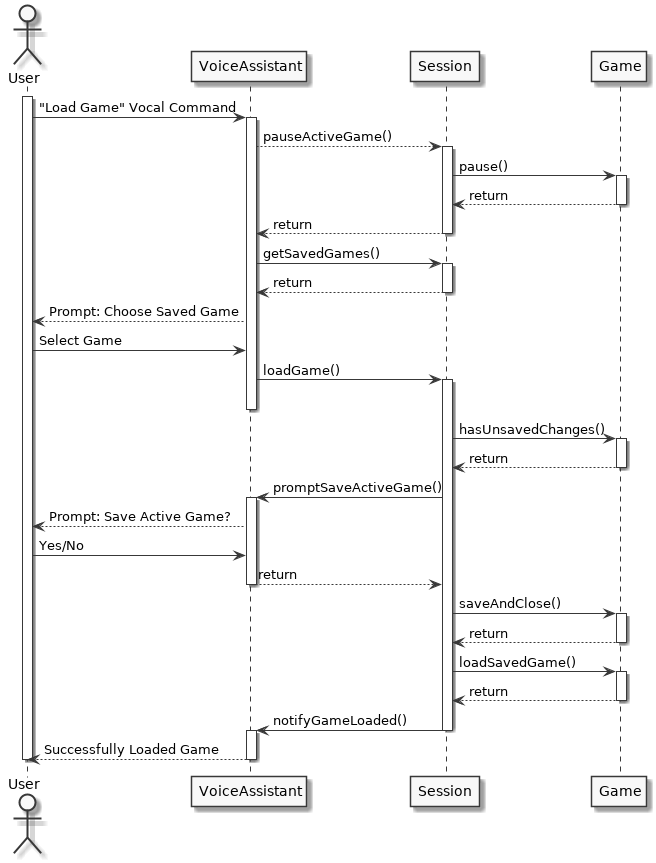 User
VoiceAssistant
Session
Game
"Load Game" Vocal Command
pauseActiveGame()
pause()
return
return
getSavedGames()
return
Prompt: Choose Saved Game
Select Game
loadGame()
hasUnsavedChanges()
return
promptSaveActiveGame()
Prompt: Save Active Game?
Yes/No
return
saveAndClose()
return
loadSavedGame()
return
notifyGameLoaded()
Successfully Loaded Game
User
VoiceAssistant
Session
Game